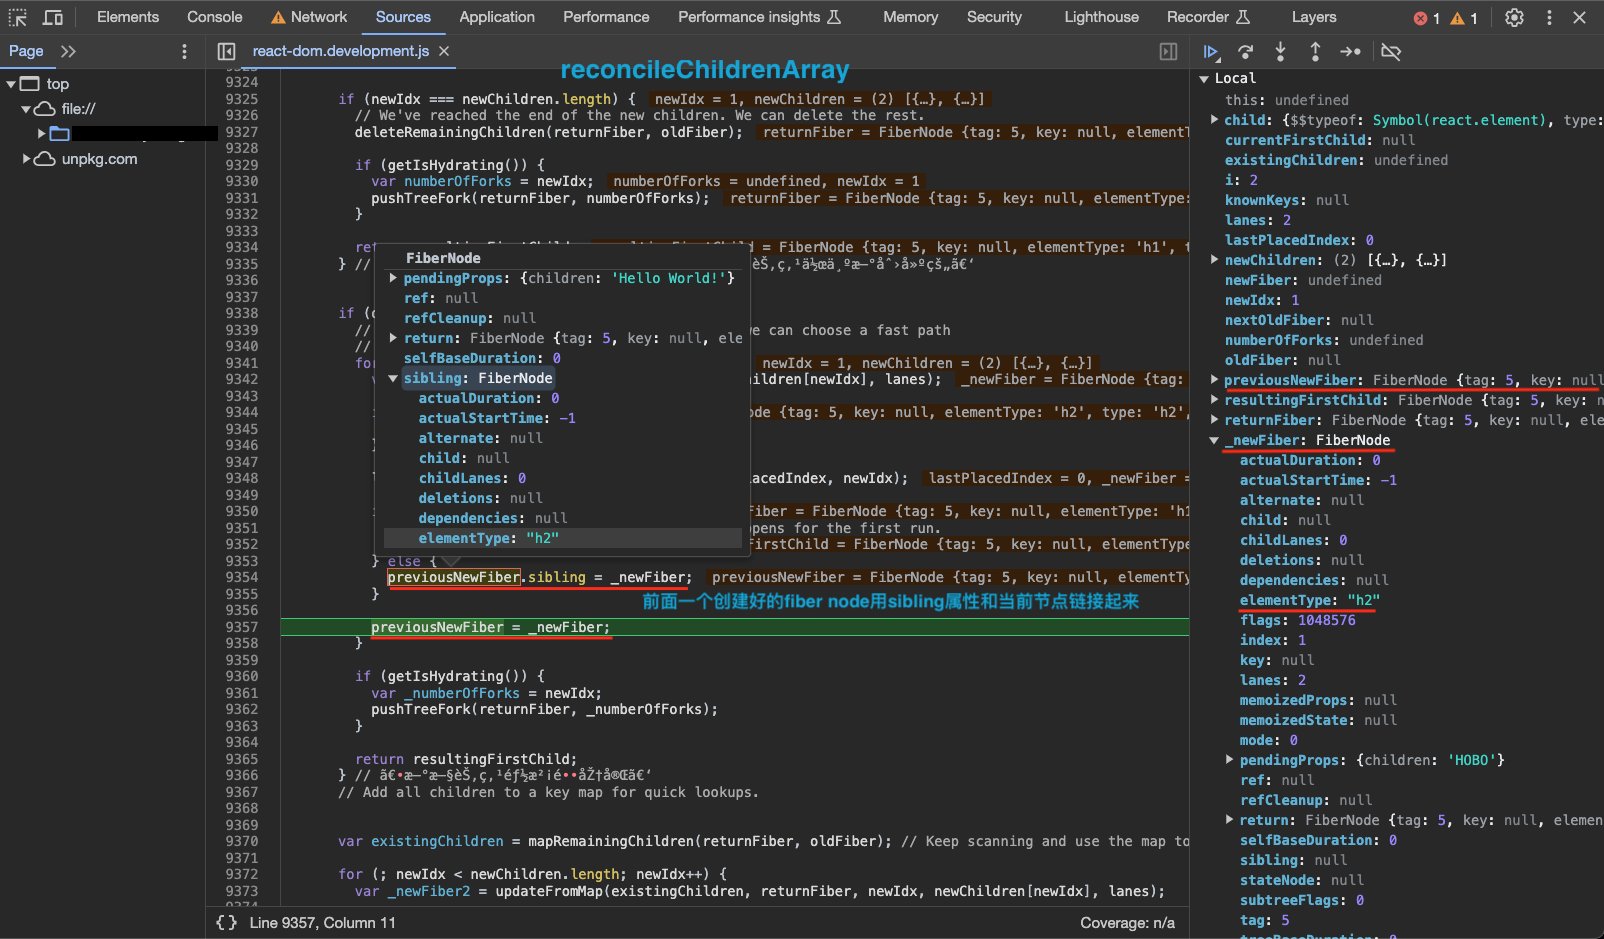 Elements Console Network Sources Application Performance Performance insights Memory Security Lighthouse Recorder Layers 1 1
Page
react-dom.development.js
top
file://
unpkg.com
reconcileChildrenArray
9324
9325 if (newIdx === newChildren.length) { newIdx = 1, newChildren = (2) [{…}, {…}]
9326 // We've reached the end of the new children. We can delete the rest.
9327 deleteRemainingChildren(returnFiber, oldFiber); returnFiber = FiberNode {tag: 5, key: null, elementT
9328
9329 if (getIsHydrating()) {
9330 var numberOfForks = newIdx; numberOfForks = undefined, newIdx = 1
9331 pushTreeFork(returnFiber, numberOfForks); returnFiber = FiberNode {tag: 5, key: null, elementType:
9332 }
9333
9334 ret = FiberNode {tag: 5, key: null, elementType: 'h1', t
9335 } //
9336
9337
9338 if (
9339 // e can choose a fast path
9340 //
9341 for newIdx = 1, newChildren = (2) [{…}, {…}]
9342 ildren[newIdx], lanes); _newFiber = FiberNode {tag:
9343
9344 ode {tag: 5, key: null, elementType: 'h2', type: 'h2',
9345
9346 }
9347
9348 lacedIndex, newIdx); lastPlacedIndex = 0, _newFiber =
9349
9350 Fiber = FiberNode {tag: 5, key: null, elementType: 'h1
9351 pens for the first run.
9352 FirstChild = FiberNode {tag: 5, key: null, elementType
9353 } else {
9354 previousNewFiber.sibling = _newFiber; previousNewFiber = FiberNode {tag: 5, key: null, elemenTy
9355 }
前面一个创建好的fiber node用sibling属性和当前节点链接起来
9356
9357 previousNewFiber = _newFiber;
9358 }
9359
9360 if (getIsHydrating()) {
9361 var _numberOfForks = newIdx;
9362 pushTreeFork(returnFiber, _numberOfForks);
9363 }
9364
9365 return resultingFirstChild;
9366 } //
9367 // Add all children to a key map for quick lookups.
9368
9369
9370 var existingChildren = mapRemainingChildren(returnFiber, oldFiber); // Keep scanning and use the map to
9371
9372 for (; newIdx < newChildren.length; newIdx++) {
9373 var _newFiber2 = updateFromMap(existingChildren, returnFiber, newIdx, newChildren[newIdx], lanes);
FiberNode
pendingProps: {children: 'Hello World!'}
ref: null
refCleanup: null
return: FiberNode {tag: 5, key: null, ele
selfBaseDuration: 0
sibling: FiberNode
actualDuration: 0
actualStartTime: -1
alternate: null
child: null
childLanes: 0
deletions: null
dependencies: null
elementType: "h2"
{ } Line 9357, Column 11 Coverage: n/a
Local
this: undefined
child: {$$typeof: Symbol(react.element), type:
currentFirstChild: null
existingChildren: undefined
i: 2
knownKeys: null
lanes: 2
lastPlacedIndex: 0
newChildren: (2) [{…}, {…}]
newFiber: undefined
newIdx: 1
nextOldFiber: null
numberOfForks: undefined
oldFiber: null
previousNewFiber: FiberNode {tag: 5, key: null
resultingFirstChild: FiberNode {tag: 5, key: n
returnFiber: FiberNode {tag: 5, key: null, ele
_newFiber: FiberNode
actualDuration: 0
actualStartTime: -1
alternate: null
child: null
childLanes: 0
deletions: null
dependencies: null
elementType: "h2"
flags: 1048576
index: 1
key: null
lanes: 2
memoizedProps: null
memoizedState: null
mode: 0
pendingProps: {children: 'HOBO'}
ref: null
refCleanup: null
return: FiberNode {tag: 5, key: null, elemen
selfBaseDuration: 0
sibling: null
stateNode: null
subtreeFlags: 0
tag: 5